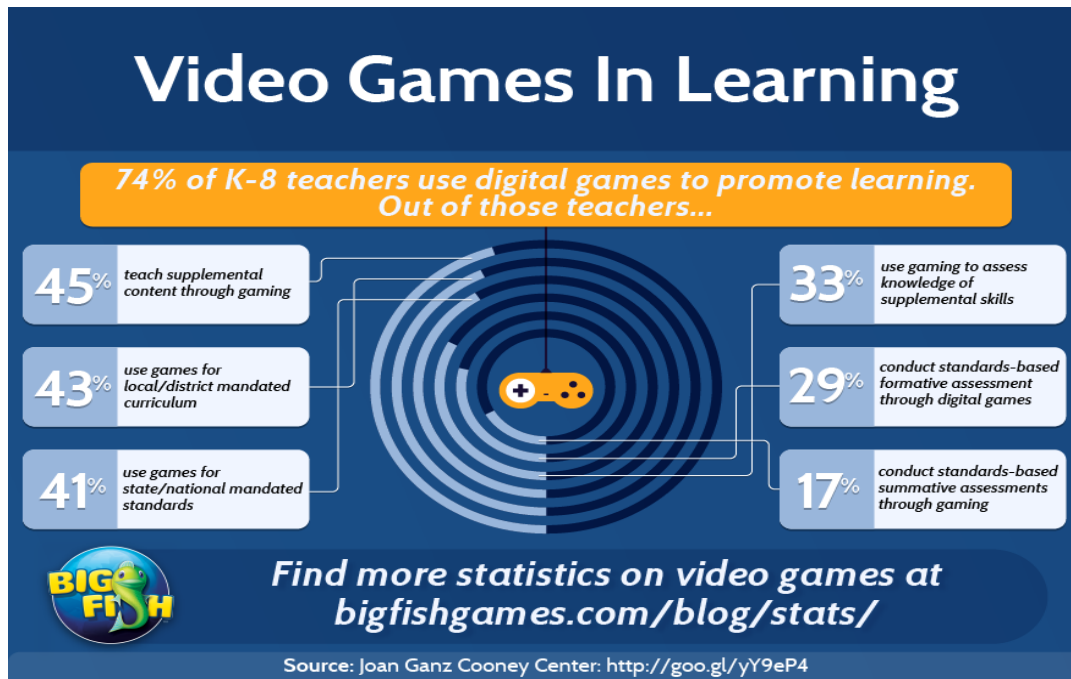 Video Games In Learning
74% of K-8 teachers use digital games to promote learning.
Out of those teachers...
45%
teach supplemental
content through gaming
43%
use games for
local/district mandated
curriculum
41%
use games for
state/national mandated
standards
33%
use gaming to assess
knowledge of
supplemental skills
29%
conduct standards-based
formative assessment
through digital games
17%
conduct standards-based
summative assessments
through gaming
BIG
FISH
Find more statistics on video games at
bigfishgames.com/blog/stats/
Source: Joan Ganz Cooney Center: http://goo.gl/yY9eP4